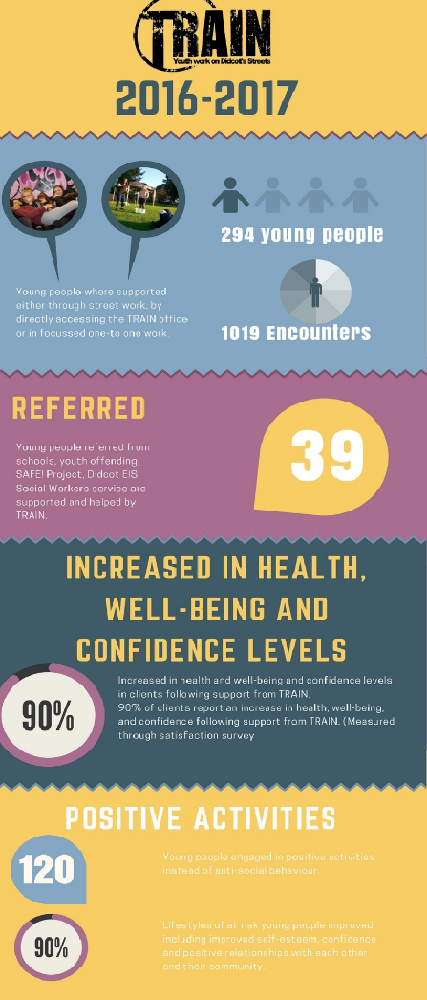 TRAIN
Youth work on Didcot's Streets
2016-2017
294 young people
1019 Encounters
Young people where supported
either through street work, by
directly accessing the TRAIN office
or in focussed one-to one work.
REFERRED
Young people referred from
schools, youth offending,
SAFE! Project, Didcot EIS,
Social Workers service are
supported and helped by
TRAIN.
39
INCREASED IN HEALTH,
WELL-BEING AND
CONFIDENCE LEVELS
90%
Increased in health and well-being and confidence levels
in clients following support from TRAIN.
90% of clients report an increase in health, well-being,
and confidence following support from TRAIN. (Measured
through satisfaction survey
POSITIVE ACTIVITIES
120
Young people engaged in positive activities
instead of anti-social behaviour.
90%
Lifestyles of at risk young people improved
including improved self-esteem, confidence
and positive relationships with each other
and their community.